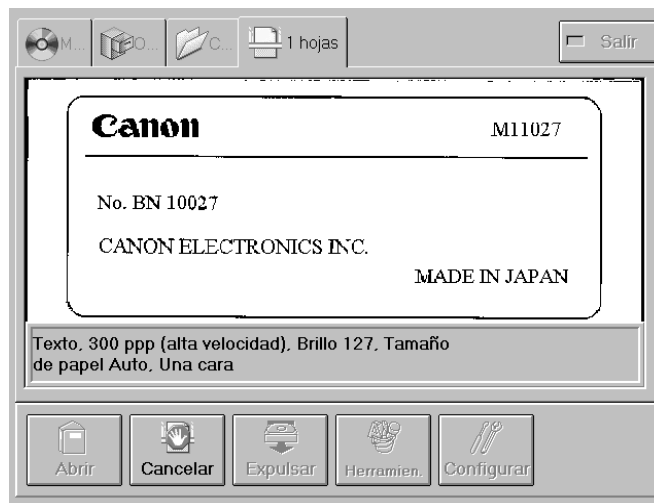 M... O... C... 1 hojas Salir
Canon M11027
No. BN 10027
CANON ELECTRONICS INC.
MADE IN JAPAN
Texto, 300 ppp (alta velocidad), Brillo 127, Tamaño
de papel Auto, Una cara
Abrir Cancelar Expulsar Herramien. Configurar